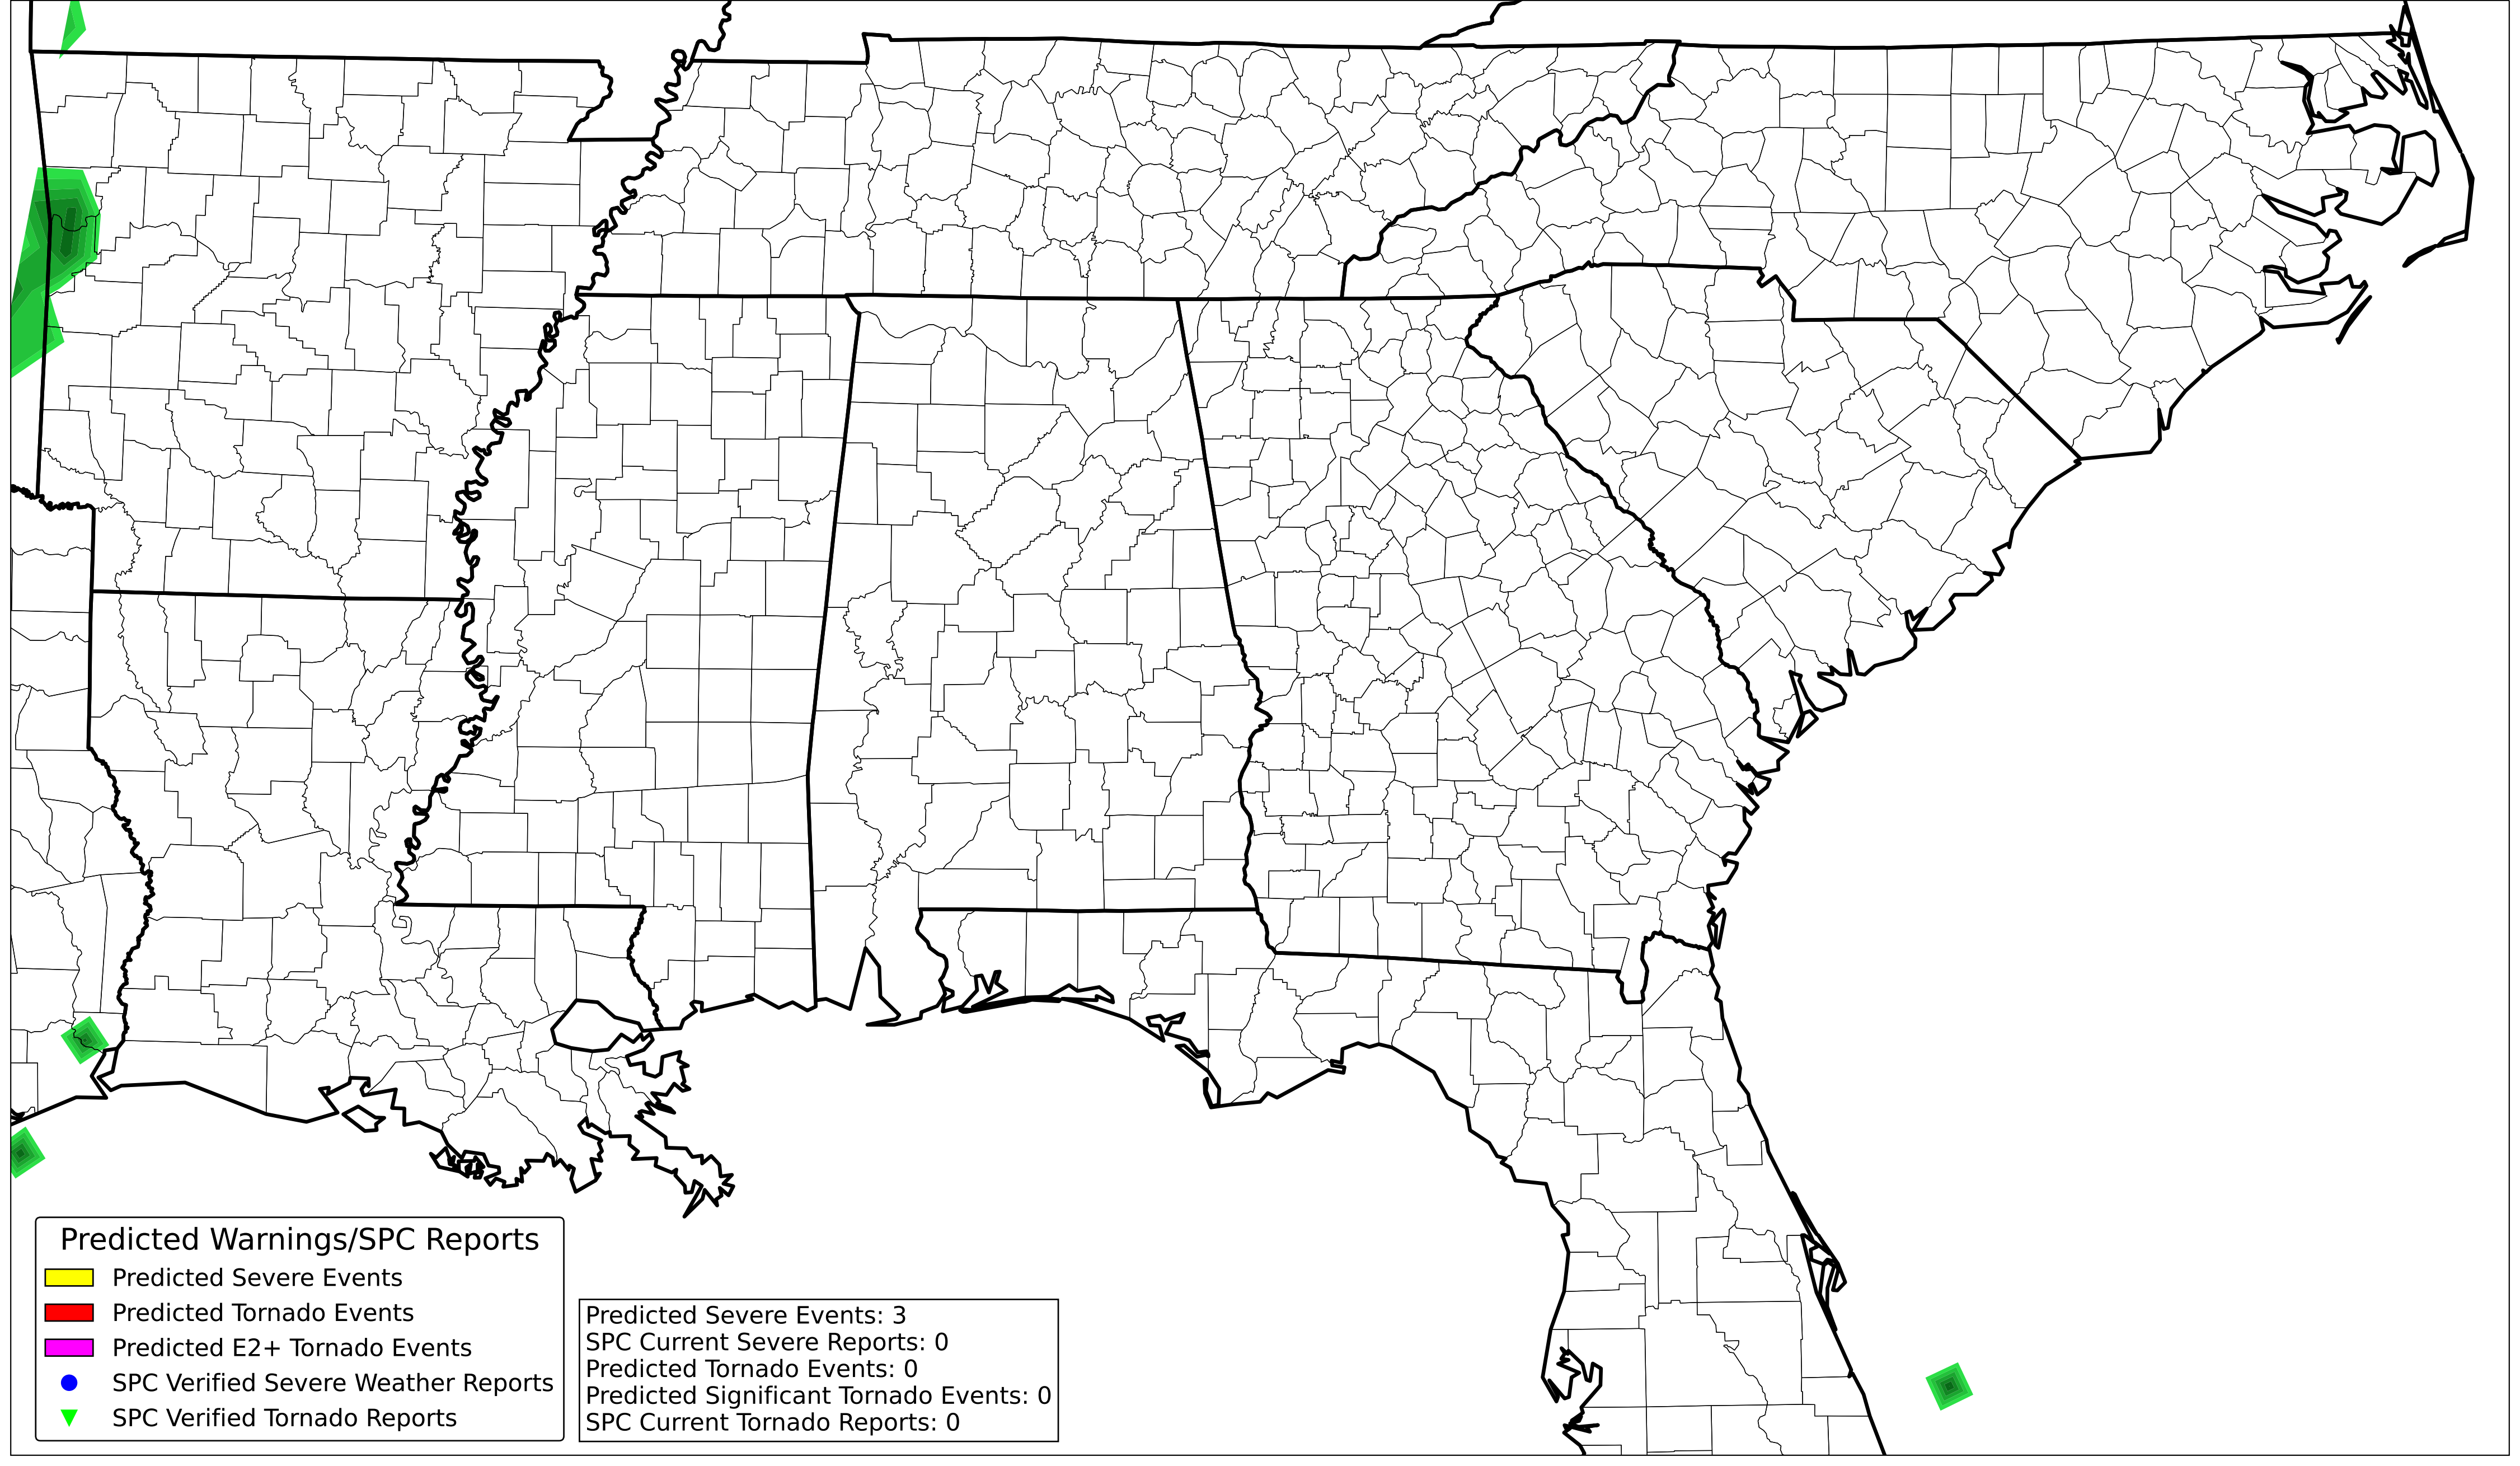 Predicted Warnings/SPC Reports
Predicted Severe Events
Predicted Tornado Events
Predicted E2+ Tornado Events
SPC Verified Severe Weather Reports
SPC Verified Tornado Reports
Predicted Severe Events: 3
SPC Current Severe Reports: 0
Predicted Tornado Events: 0
Predicted Significant Tornado Events: 0
SPC Current Tornado Reports: 0